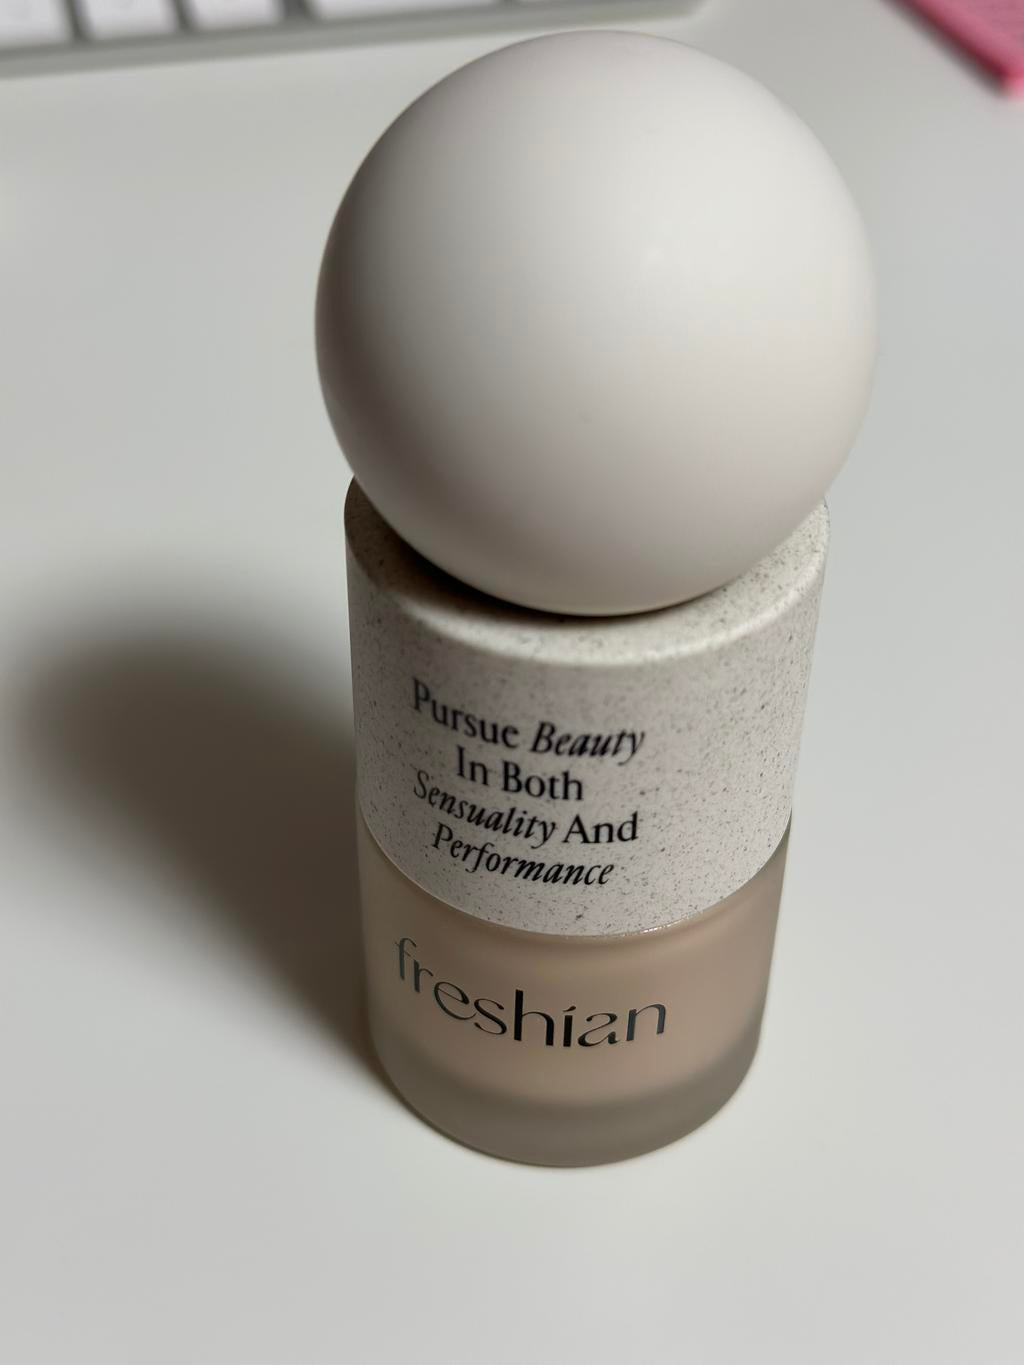 Pursue Beauty
In Both
Sensuality And
Performance
freshian